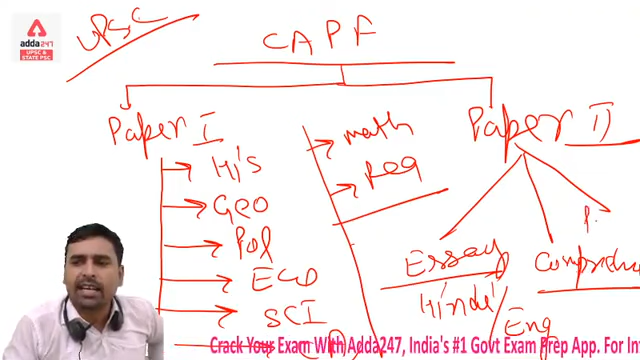 UPSC
adda247
UPSC &
STATE PSC
CAPF
Paper I
His
Geo
Pol
ECO
SCI
math
Reg
Paper II
Essay
Hinde/
Eng
P.
Crack Your Exam With Adda247, India's #1 Govt Exam Prep App. For In